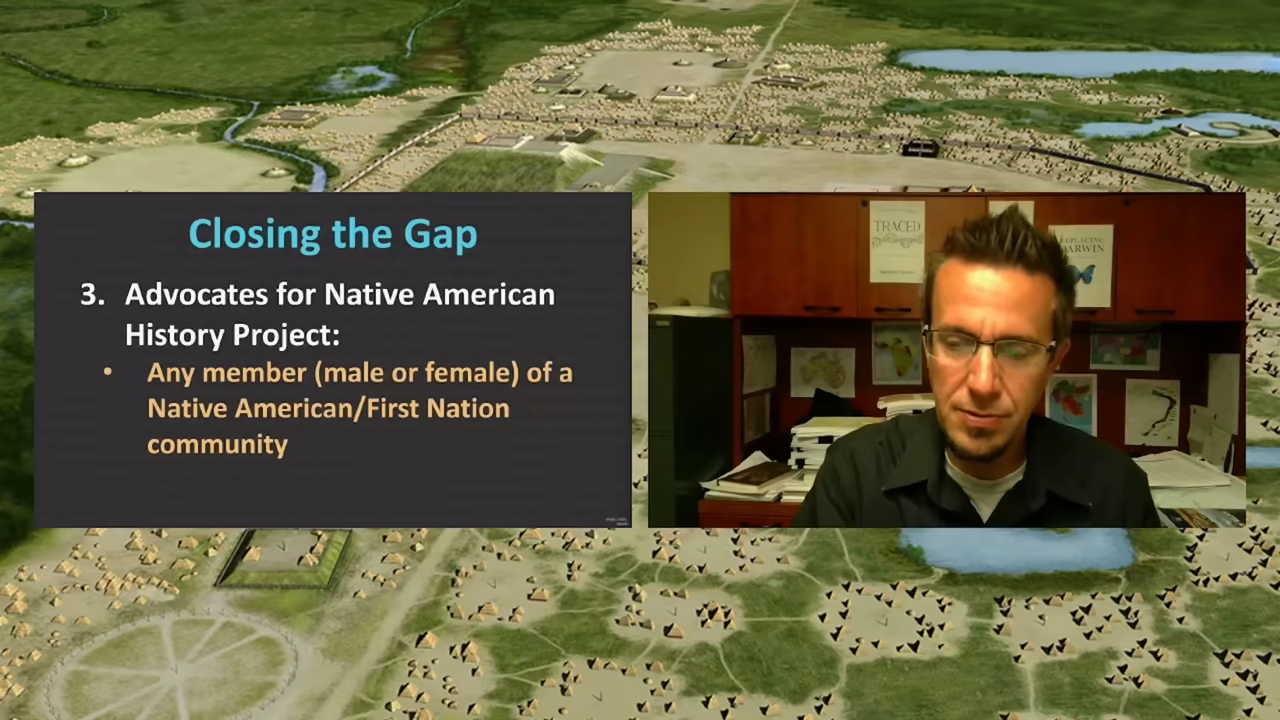 Closing the Gap
3. Advocates for Native American
History Project:
• Any member (male or female) of a
Native American/First Nation
community
TRACED
REPLACING
DARWIN